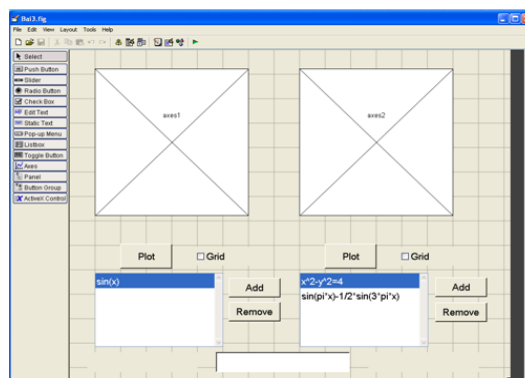 Bai3.fig
File Edit View Layout Tools Help
Select
Push Button
Slider
Radio Button
Check Box
Edit Text
Static Text
Pop-up Menu
Listbox
Toggle Button
Axes
Panel
Button Group
ActiveX Control
axes1
axes2
Plot
Grid
Plot
Grid
sin(x)
Add
Remove
x^2-y^2=4
sin(pi*x)-1/2*sin(3*pi*x)
Add
Remove